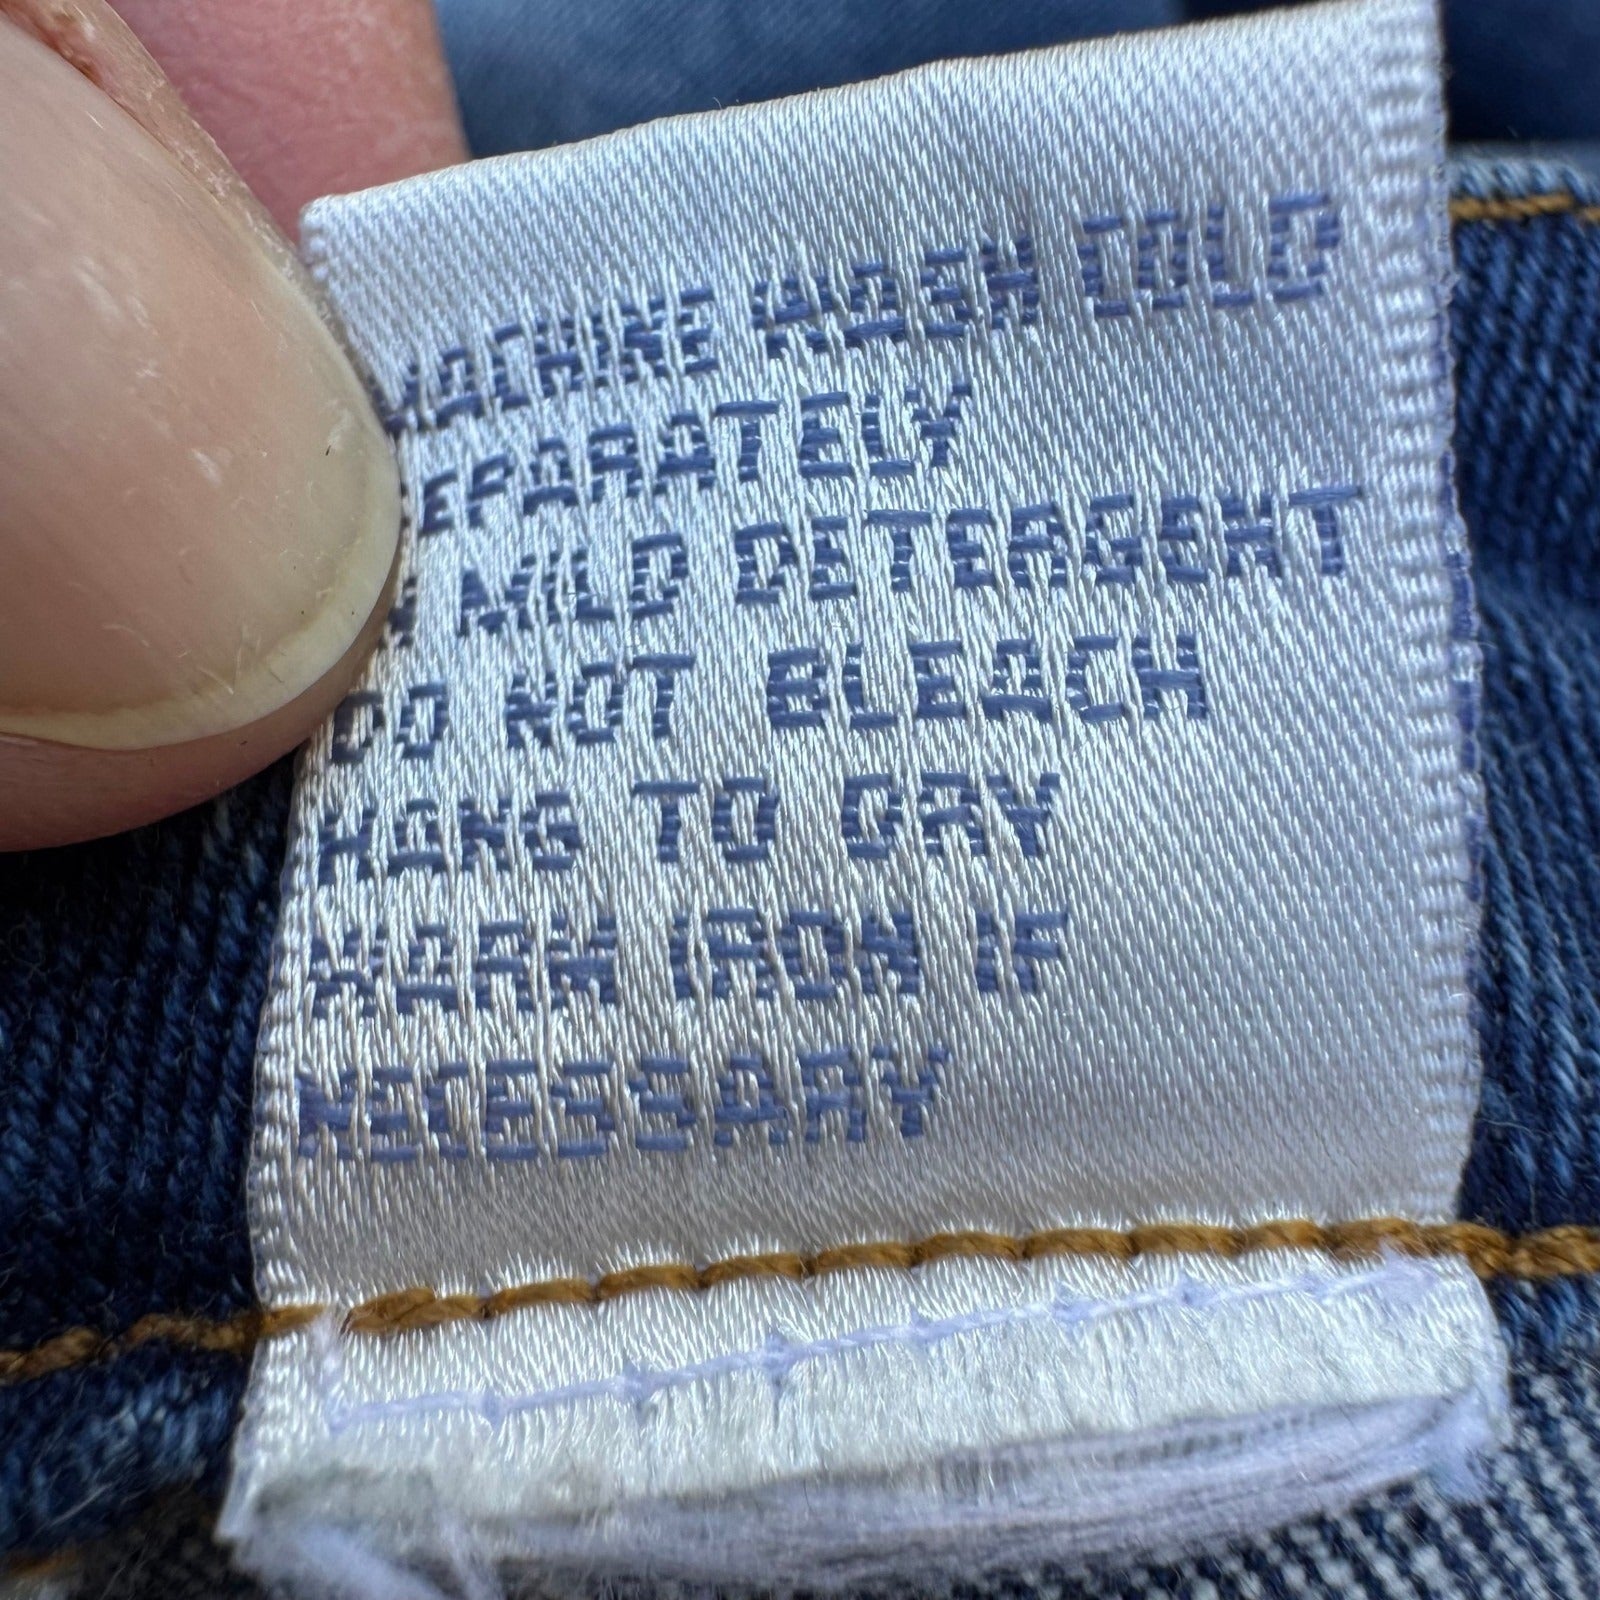 MACHINE WASH COLD
SEPARATELY
MILD DETERGENT
DO NOT BLEACH
HANG TO DRY
WARM IRON IF
NECESSARY